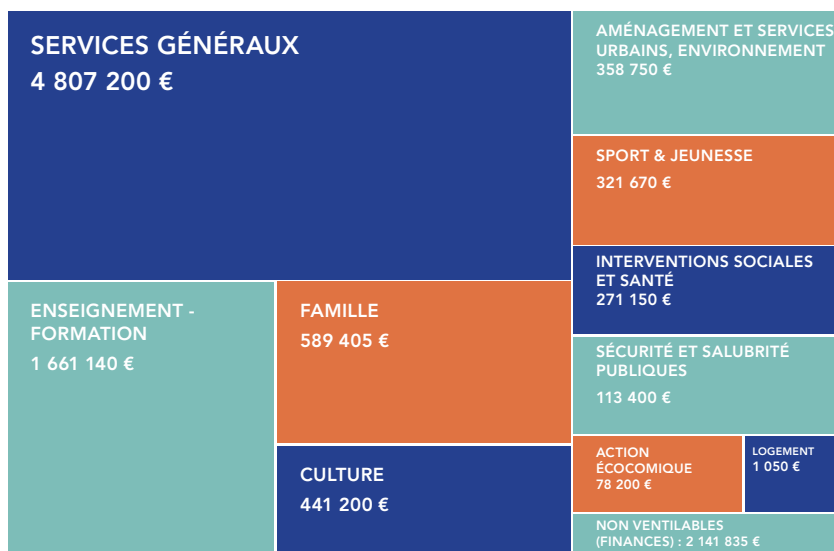 SERVICES GÉNÉRAUX
4 807 200 €
AMÉNAGEMENT ET SERVICES
URBAINS, ENVIRONNEMENT
358 750 €
SPORT & JEUNESSE
321 670 €
INTERVENTIONS SOCIALES
ET SANTÉ
271 150 €
ENSEIGNEMENT -
FORMATION
1 661 140 €
FAMILLE
589 405 €
SÉCURITÉ ET SALUBRITÉ
PUBLIQUES
113 400 €
CULTURE
441 200 €
ACTION
ÉCOCOMIQUE
78 200 €
LOGEMENT
1 050 €
NON VENTILABLES
(FINANCES) : 2 141 835 €